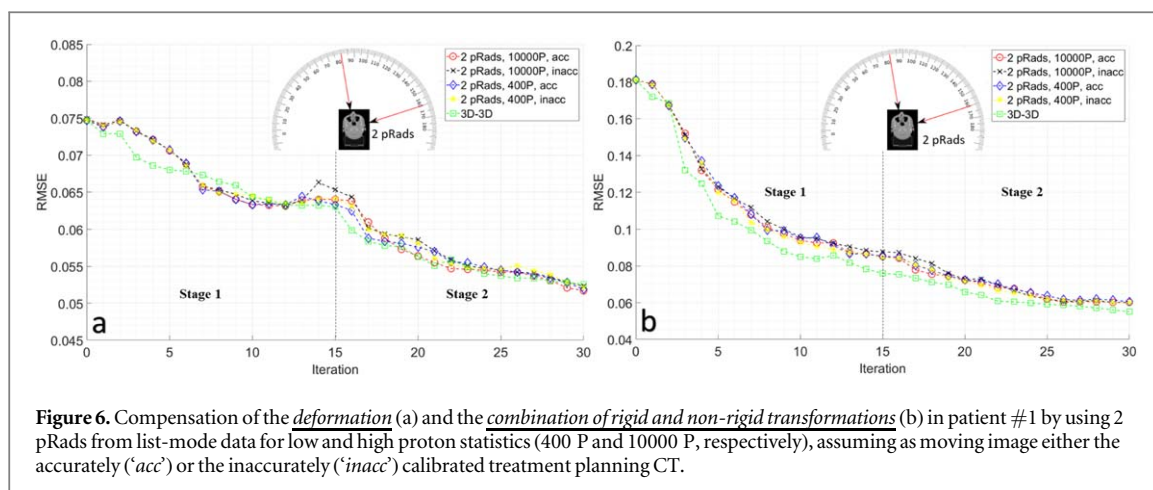 0.085
0.08
0.075
0.07
0.065
0.06
0.055
0.05
0.045
RMSE
0
5
10
15
20
25
30
Iteration
2 pRads, 10000P, acc
2 pRads, 10000P, inacc
2 pRads, 400P, acc
2 pRads, 400P, inacc
3D-3D
2 pRads
Stage 1
Stage 2
a
0.2
0.18
0.16
0.14
0.12
0.1
0.08
0.06
0.04
RMSE
0
5
10
15
20
25
30
Iteration
2 pRads, 10000P, acc
2 pRads, 10000P, inacc
2 pRads, 400P, acc
2 pRads, 400P, inacc
3D-3D
2 pRads
Stage 1
Stage 2
b
Figure 6. Compensation of the deformation (a) and the combination of rigid and non-rigid transformations (b) in patient #1 by using 2
pRads from list-mode data for low and high proton statistics (400 P and 10000 P, respectively), assuming as moving image either the
accurately (‘acc’) or the inaccurately (‘inacc’) calibrated treatment planning CT.